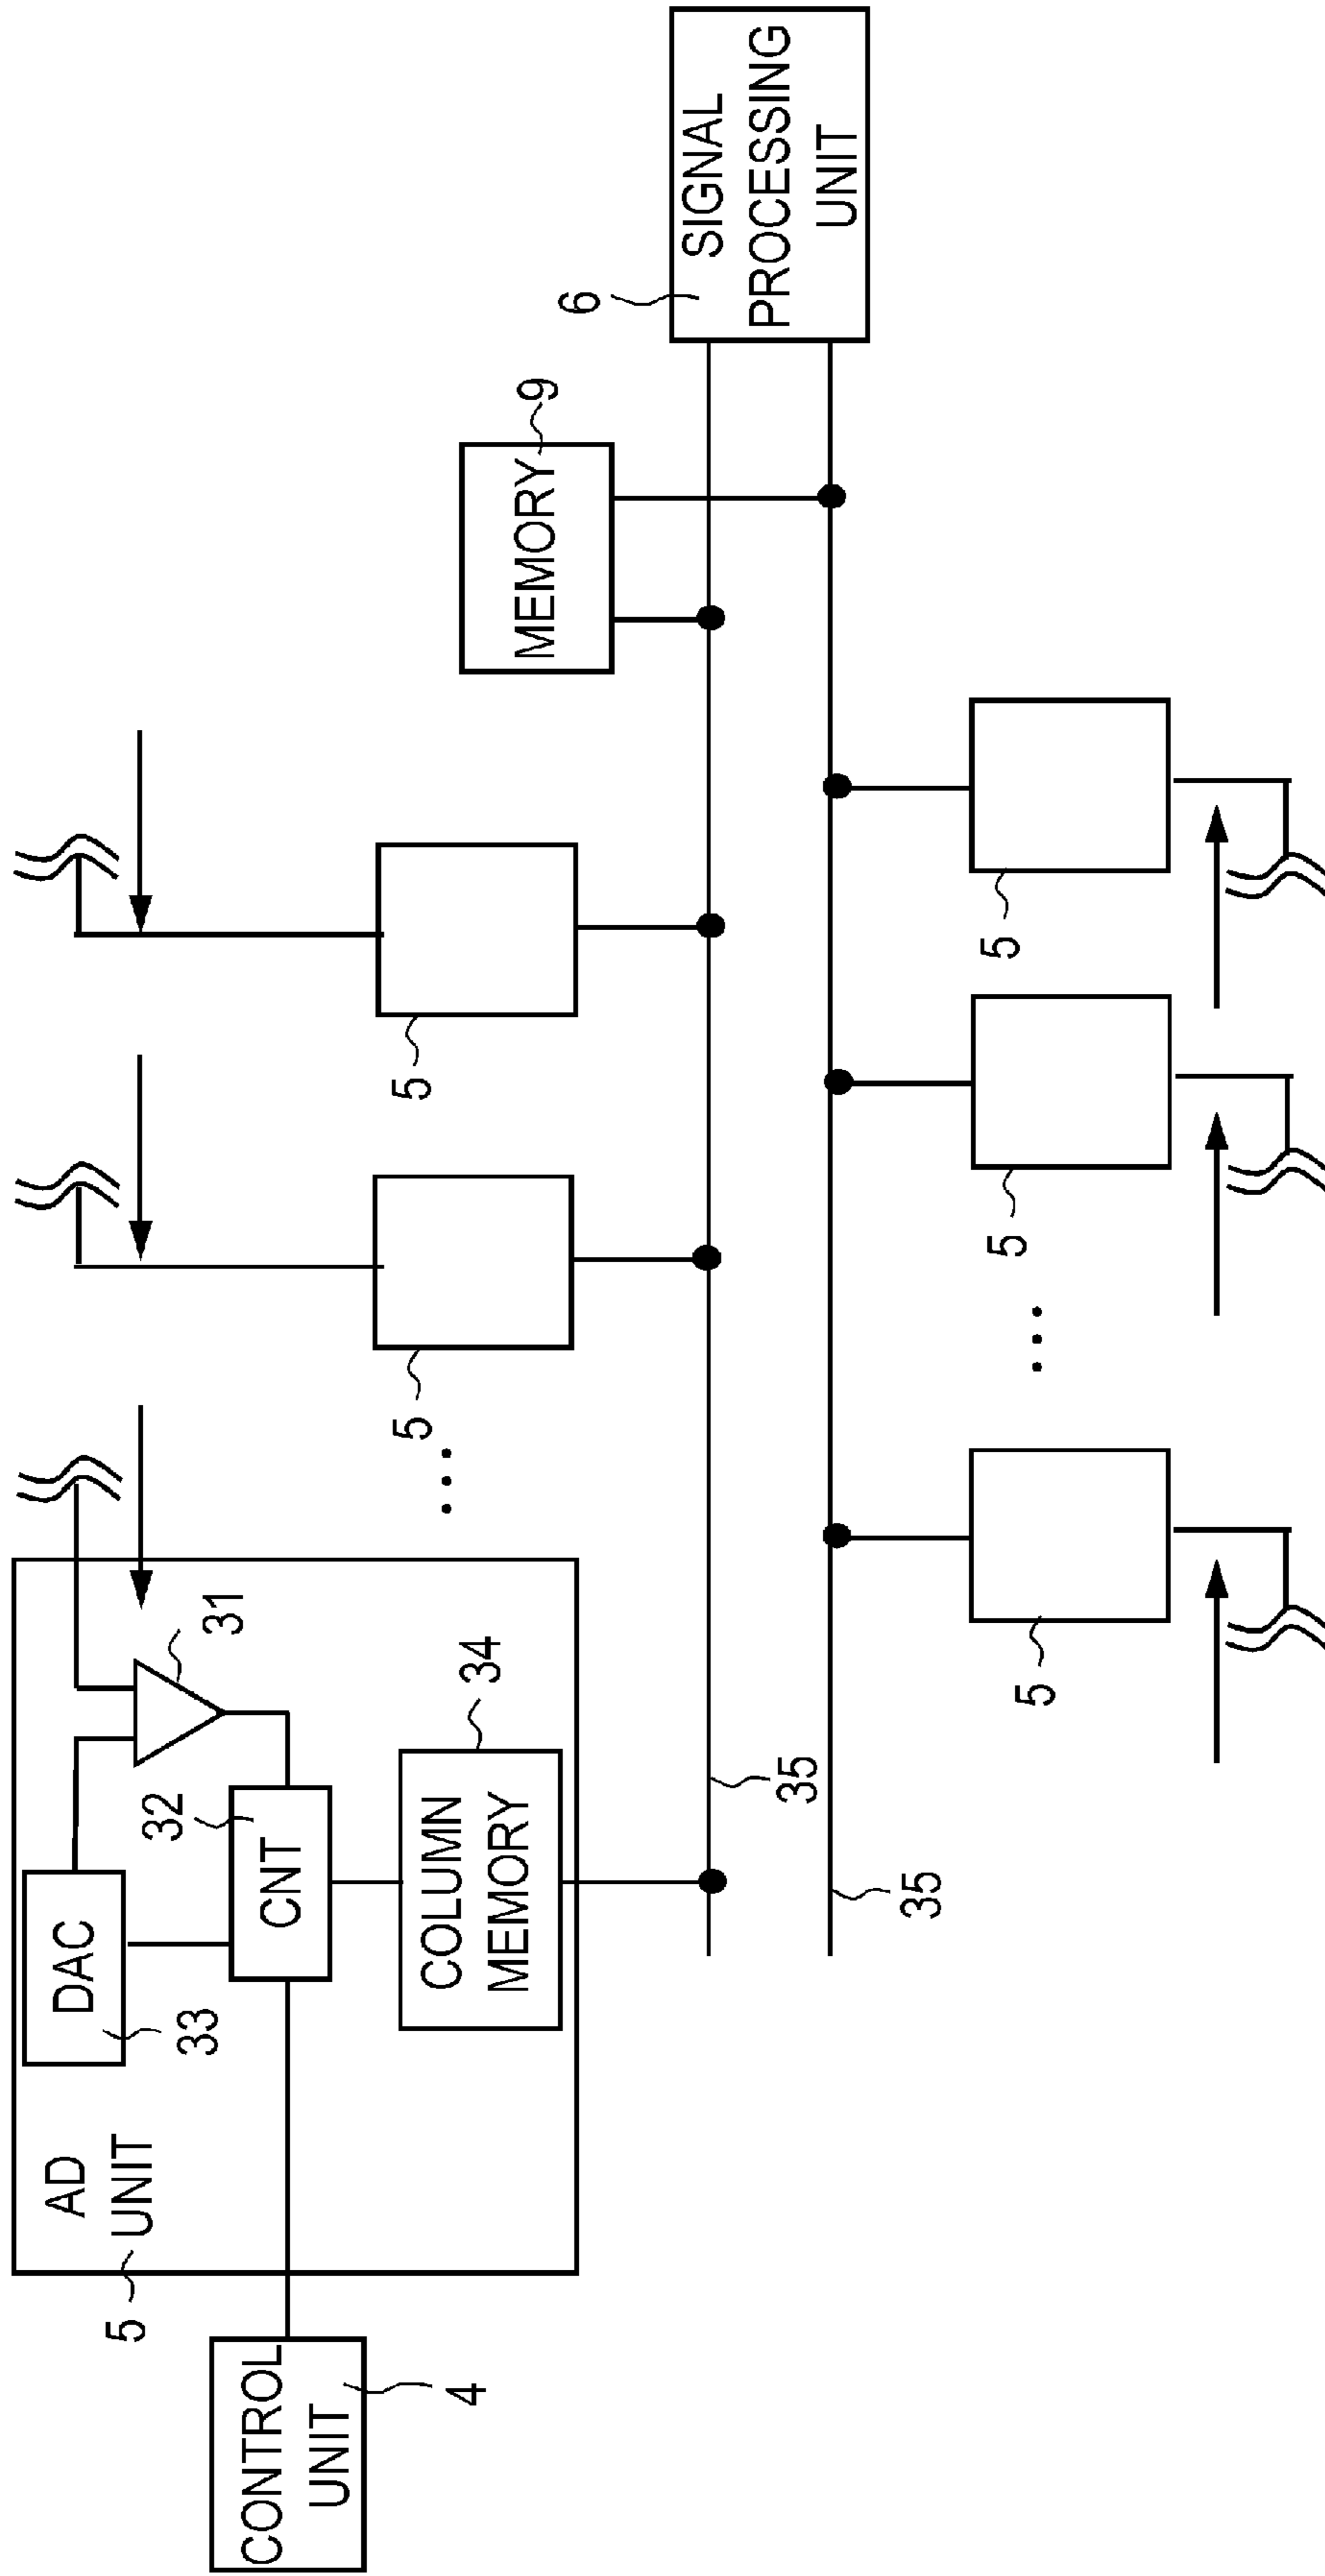 CONTROL
UNIT
4
5
AD
UNIT
DAC
33
CNT
32
31
COLUMN
MEMORY
34
35
35
5
...
5
5
5
...
5
5
MEMORY
9
6
SIGNAL
PROCESSING
UNIT